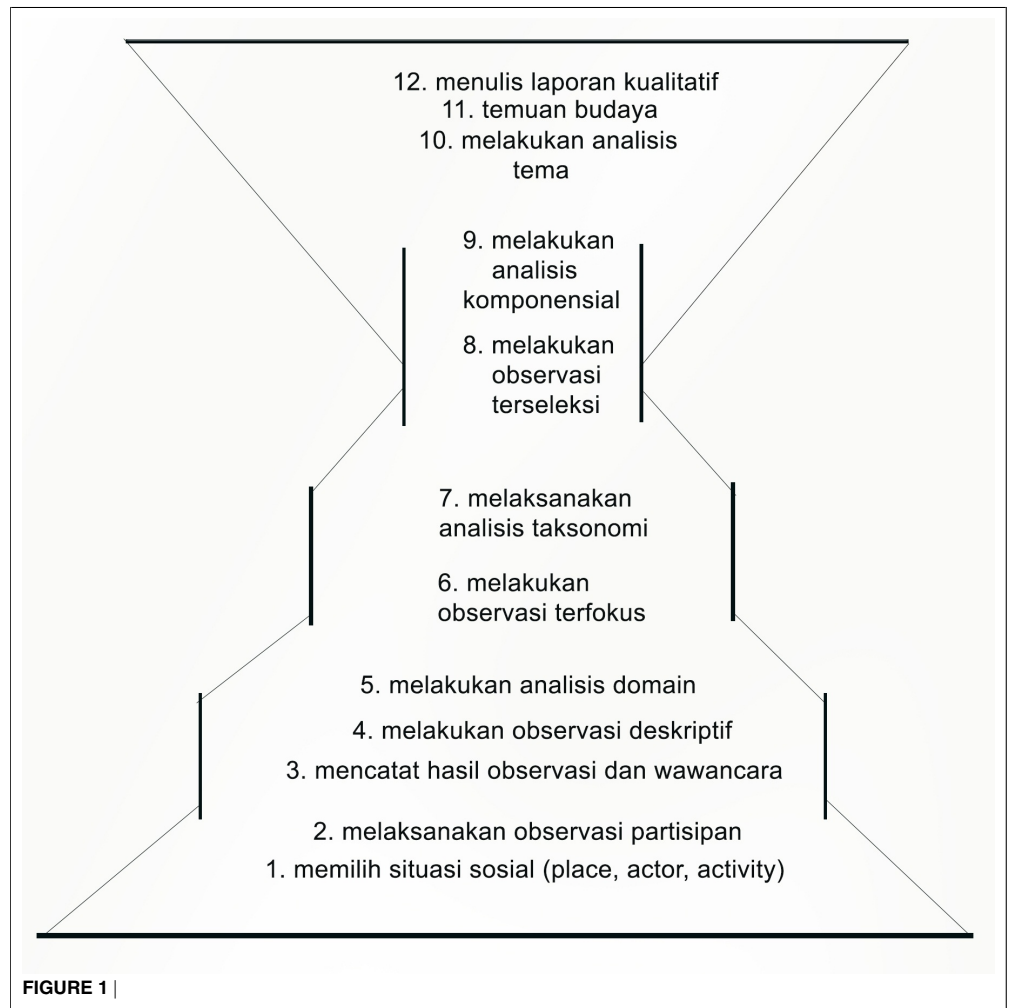 12. menulis laporan kualitatif
11. temuan budaya
10. melakukan analisis
tema
9. melakukan
analisis
komponensial
8. melakukan
observasi
terseleksi
7. melaksanakan
analisis taksonomi
6. melakukan
observasi terfokus
5. melakukan analisis domain
4. melakukan observasi deskriptif
3. mencatat hasil observasi dan wawancara
2. melaksanakan observasi partisipan
1. memilih situasi sosial (place, actor, activity)
FIGURE 1 |